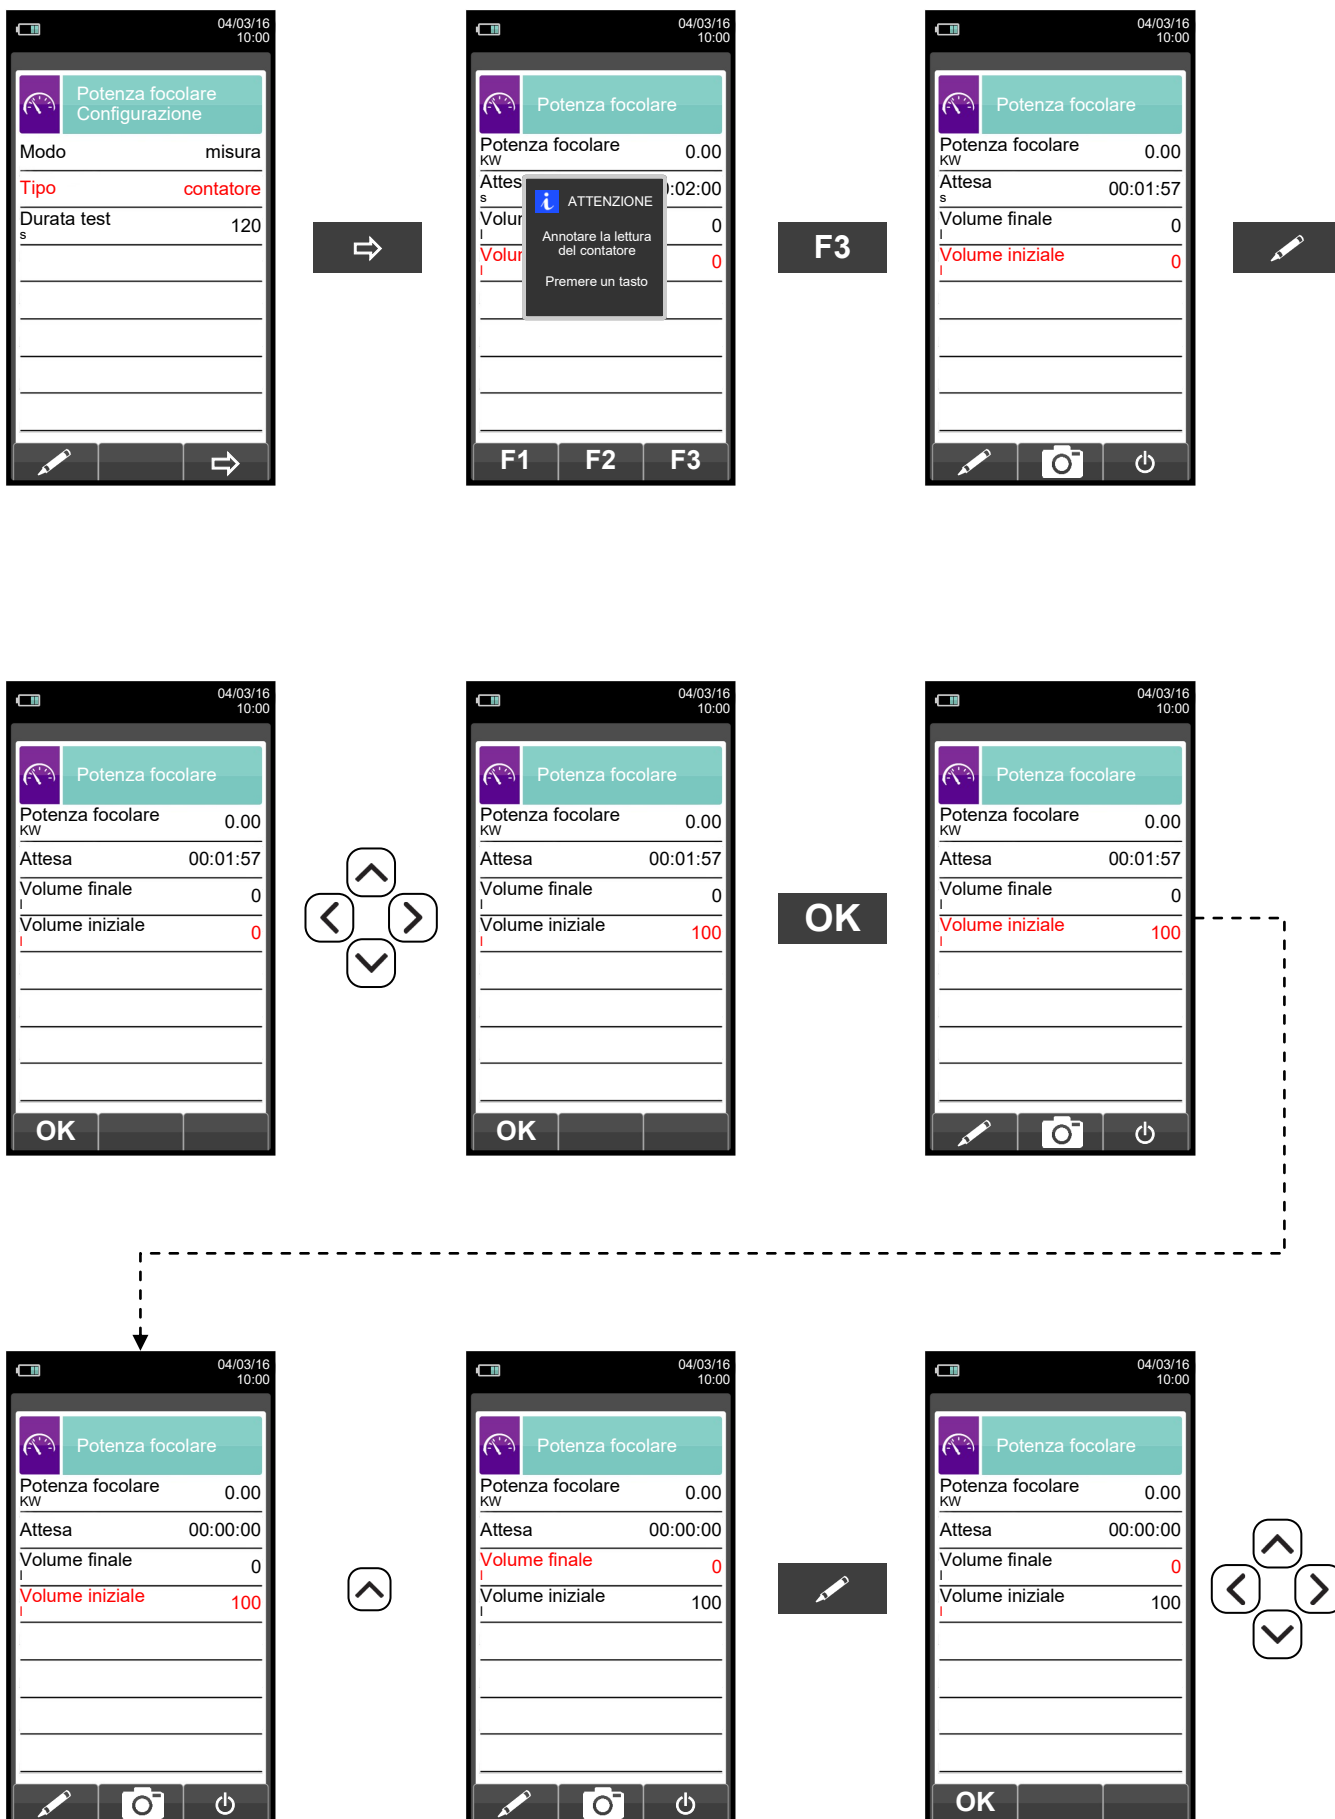 04/03/16
10:00
Potenza focolare
Configurazione
Modo misura
Tipo contatore
Durata test 120
s
04/03/16
10:00
Potenza focolare
Potenza focolare 0.00
KW
:02:00
s
0
l
0
l
i ATTENZIONE
Annotare la lettura
del contatore
Premere un tasto
F1 F2 F3
F3
04/03/16
10:00
Potenza focolare
Potenza focolare 0.00
KW
Attesa 00:01:57
s
Volume finale 0
l
Volume iniziale 0
l
04/03/16
10:00
Potenza focolare
Potenza focolare 0.00
KW
Attesa 00:01:57
Volume finale 0
l
Volume iniziale 0
l
OK
04/03/16
10:00
Potenza focolare
Potenza focolare 0.00
KW
Attesa 00:01:57
Volume finale 0
l
Volume iniziale 100
l
OK
OK
04/03/16
10:00
Potenza focolare
Potenza focolare 0.00
KW
Attesa 00:01:57
Volume finale 0
l
Volume iniziale 100
l
04/03/16
10:00
Potenza focolare
Potenza focolare 0.00
KW
Attesa 00:00:00
Volume finale 0
l
Volume iniziale 100
l
04/03/16
10:00
Potenza focolare
Potenza focolare 0.00
KW
Attesa 00:00:00
Volume finale 0
l
Volume iniziale 100
l
04/03/16
10:00
Potenza focolare
Potenza focolare 0.00
KW
Attesa 00:00:00
Volume finale 0
l
Volume iniziale 100
l
OK